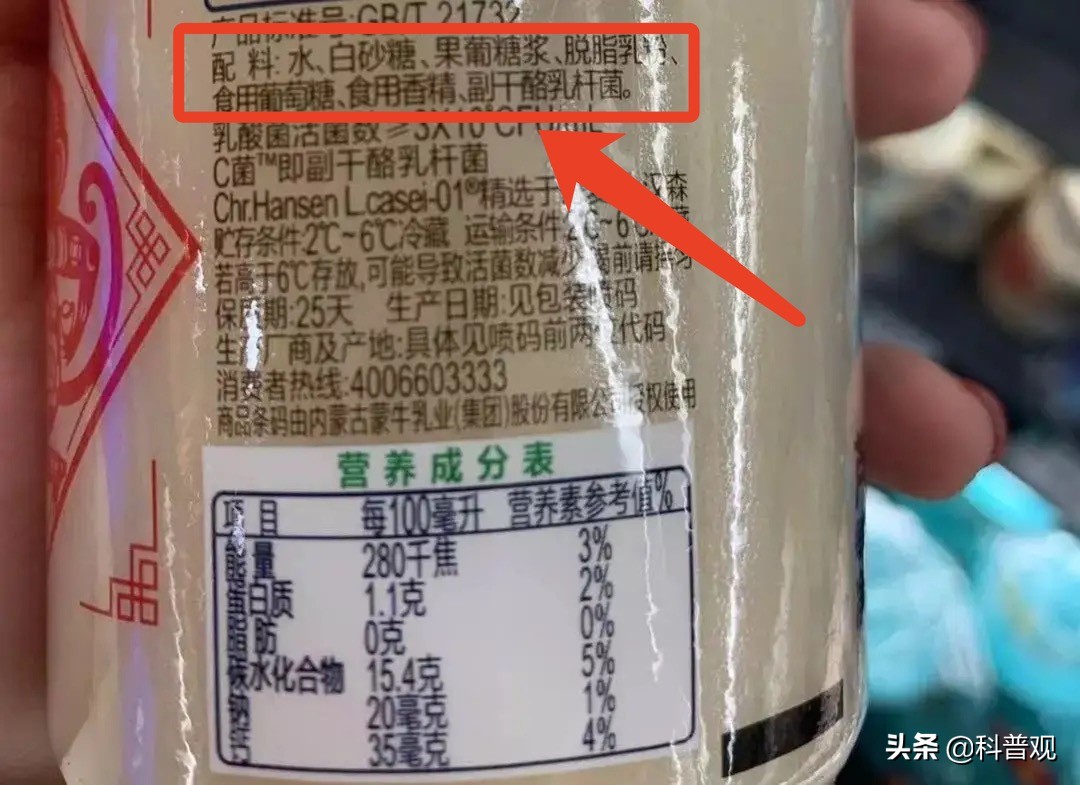 产品标准号:GB/T 21732
配 料:水、白砂糖、果葡糖浆、脱脂乳粉、
食用葡萄糖、食用香精、副干酪乳杆菌。
乳酸菌活菌数≥3X10 CFU/mL
C菌™即副干酪乳杆菌
Chr.Hansen L.casei-01®精选于 汉森
贮存条件2℃~6℃冷藏 运输条件2℃~6℃
若高于6℃存放,可能导致活菌数减少 前请
保质期:25天 生产日期:见包装喷码
生产厂商及产地:具体见喷码前两位代码
消费者热线:4006603333
商品条码由内蒙古蒙牛乳业(集团)股份有限公司授权使用
营养成分表
项目 每100毫升 营养素参考值%
能量 280千焦 3%
蛋白质 1.1克 2%
脂肪 0克 0%
碳水化合物 15.4克 5%
钠 20毫克 1%
钙 35毫克 4%
头条 @科普观